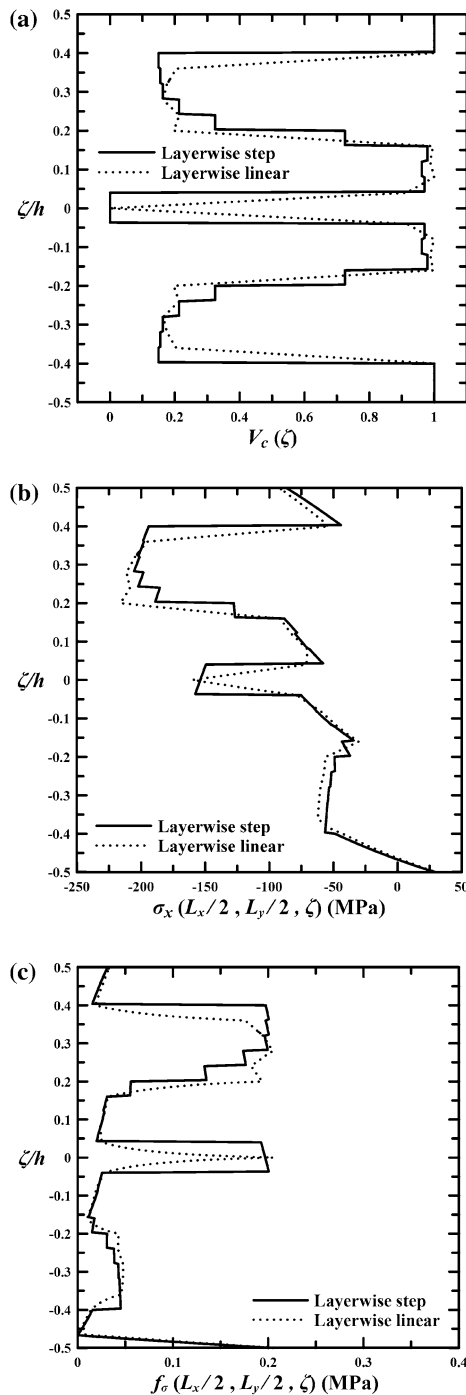 (a)
0.5
0.4
0.3
0.2
0.1
0
-0.1
-0.2
-0.3
-0.4
-0.5
ζ/h
Layerwise step
Layerwise linear
0 0.2 0.4 0.6 0.8 1
V_c (ζ)
(b)
0.5
0.4
0.3
0.2
0.1
0
-0.1
-0.2
-0.3
-0.4
-0.5
ζ/h
Layerwise step
Layerwise linear
-250 -200 -150 -100 -50 0 50
σ_x (L_x/2 , L_y/2 , ζ) (MPa)
(c)
0.5
0.4
0.3
0.2
0.1
0
-0.1
-0.2
-0.3
-0.4
-0.5
ζ/h
Layerwise step
Layerwise linear
0 0.1 0.2 0.3 0.4
f_σ (L_x/2 , L_y/2 , ζ) (MPa)